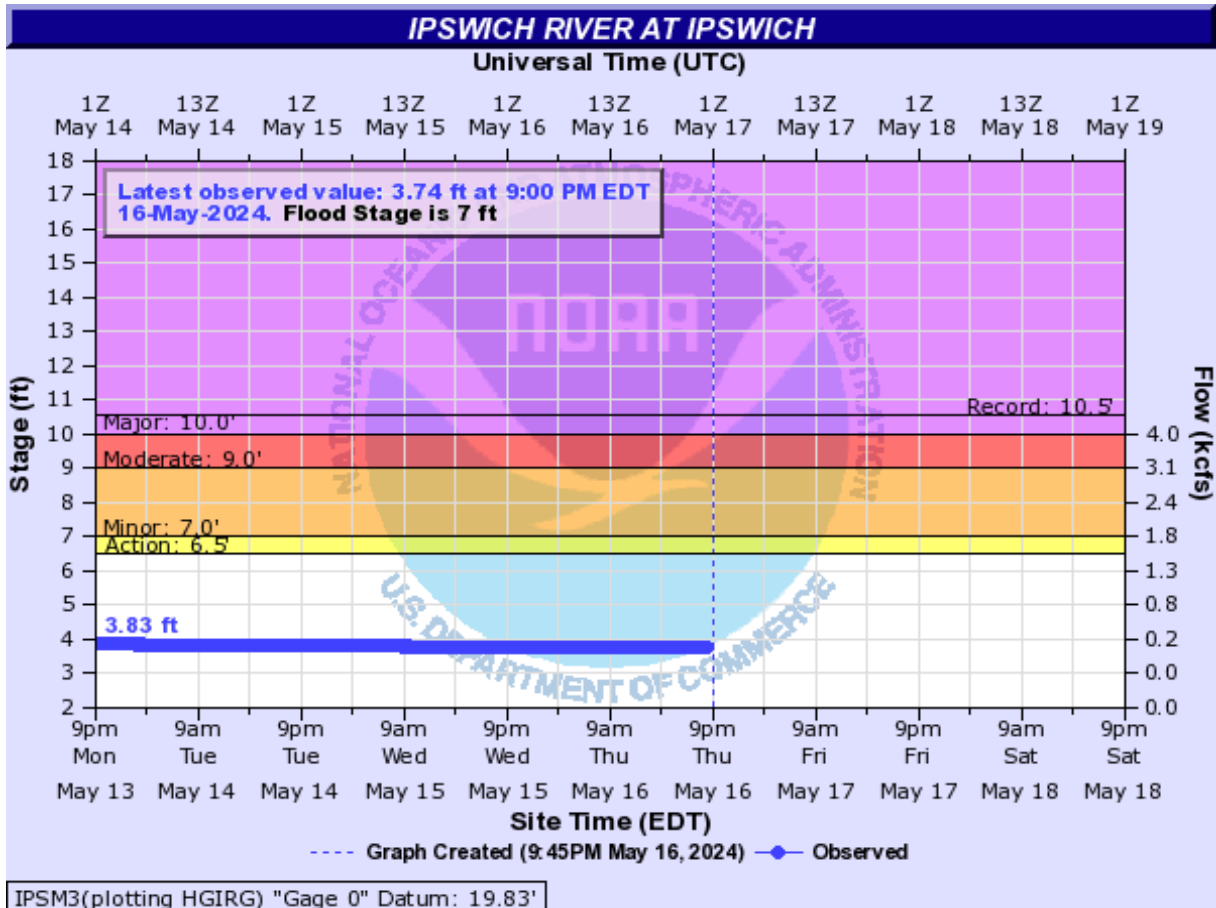 IPSWICH RIVER AT IPSWICH
Universal Time (UTC)
1Z 13Z 1Z 13Z 1Z 13Z 1Z 13Z 1Z 13Z 1Z
May 14 May 14 May 15 May 15 May 16 May 16 May 17 May 17 May 18 May 18 May 19
Latest observed value: 3.74 ft at 9:00 PM EDT
16-May-2024. Flood Stage is 7 ft
NATIONAL OCEANIC AND ATMOSPHERIC ADMINISTRATION
NOAA
U.S. DEPARTMENT OF COMMERCE
Stage (ft)
18
17
16
15
14
13
12
11
10
9
8
7
6
5
4
3
2
Record: 10.5'
Major: 10.0'
Moderate: 9.0'
Minor: 7.0'
Action: 6.5'
3.83 ft
Flow (kcfs)
4.0
3.1
2.4
1.8
1.3
0.8
0.2
0.0
0.0
9pm 9am 9pm 9am 9pm 9am 9pm 9am 9pm 9am 9pm
Mon Tue Tue Wed Wed Thu Thu Fri Fri Sat Sat
May 13 May 14 May 14 May 15 May 15 May 16 May 16 May 17 May 17 May 18 May 18
Site Time (EDT)
Graph Created (9:45PM May 16, 2024) Observed
IPSM3(plotting HGIRG) "Gage 0" Datum: 19.83'